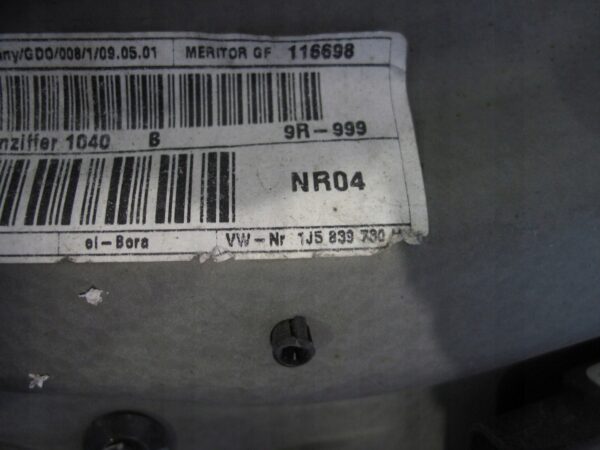 any/GDO/008/1/09.05.01 MERITOR GF 116698
nziffer 1040 B 9R-999
NR04
el-Bora VW-Nr 1J5 839 730 H